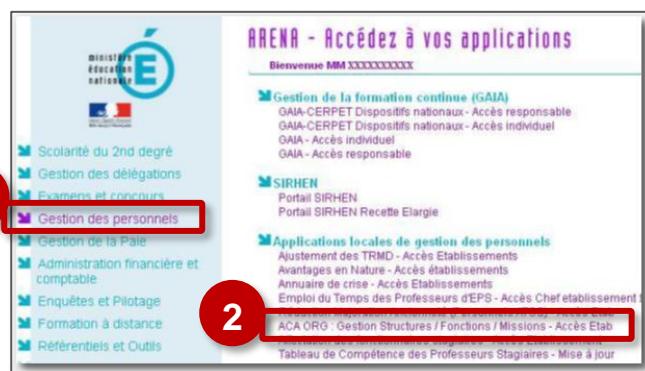 ministère
éducation
nationale
ARENA - Accédez à vos applications
Bienvenue MM XXXXXXXXXX
Scolarité du 2nd degré
Gestion des délégations
Examens et concours
Gestion des personnels
Gestion de la Paie
Administration financière et
comptable
Enquêtes et Pilotage
Formation à distance
Référentiels et Outils
Gestion de la formation continue (GAIA)
GAIA-CERPET Dispositifs nationaux - Accès responsable
GAIA-CERPET Dispositifs nationaux - Accès individuel
GAIA - Accès individuel
GAIA - Accès responsable
SIRHEN
Portail SIRHEN
Portail SIRHEN Recette Elargie
Applications locales de gestion des personnels
Ajustement des TRMD - Accès Etablissements
Avantages en Nature - Accès établissements
Annuaire de crise - Accès Etablissements
Emploi du Temps des Professeurs d'EPS - Accès Chef etablissement
2
ACA ORG : Gestion Structures / Fonctions / Missions - Accès Etab
Tableau de Compétence des Professeurs Stagiaires - Mise à jour